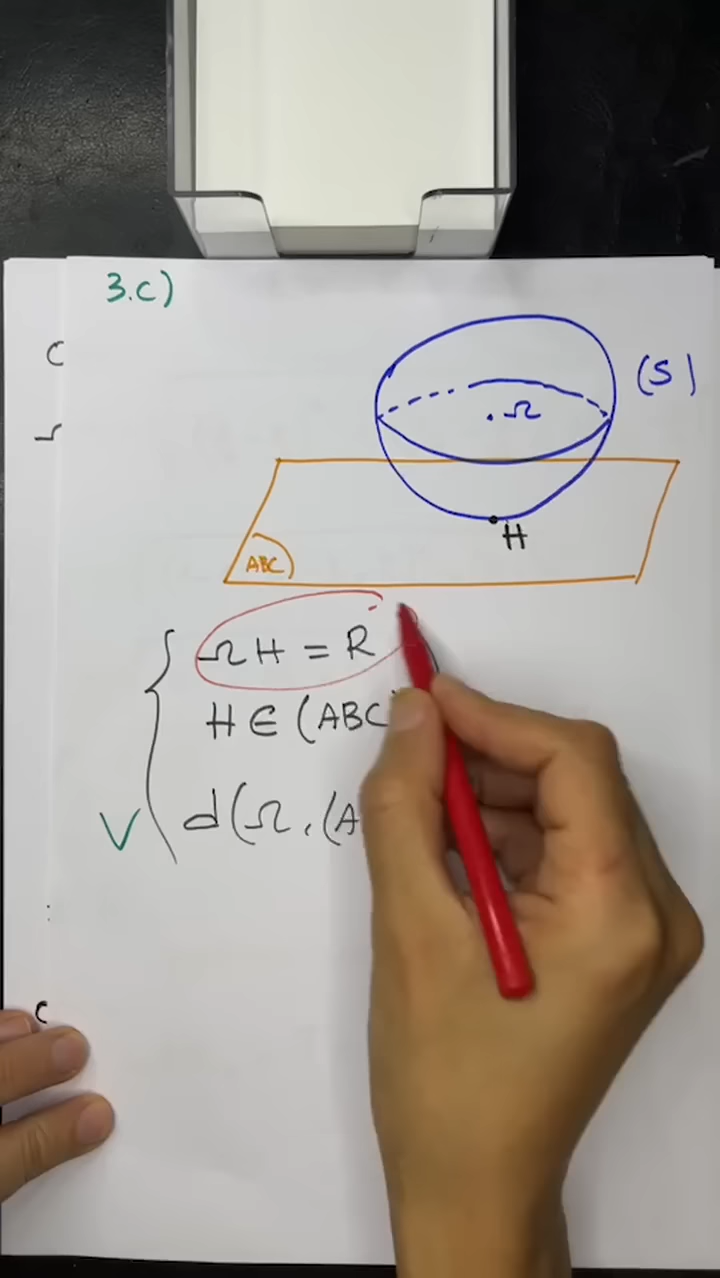 3.c)
(S)
.Ω
H
ABC
ΩH = R
H ∈ (ABC
V d(Ω, (A